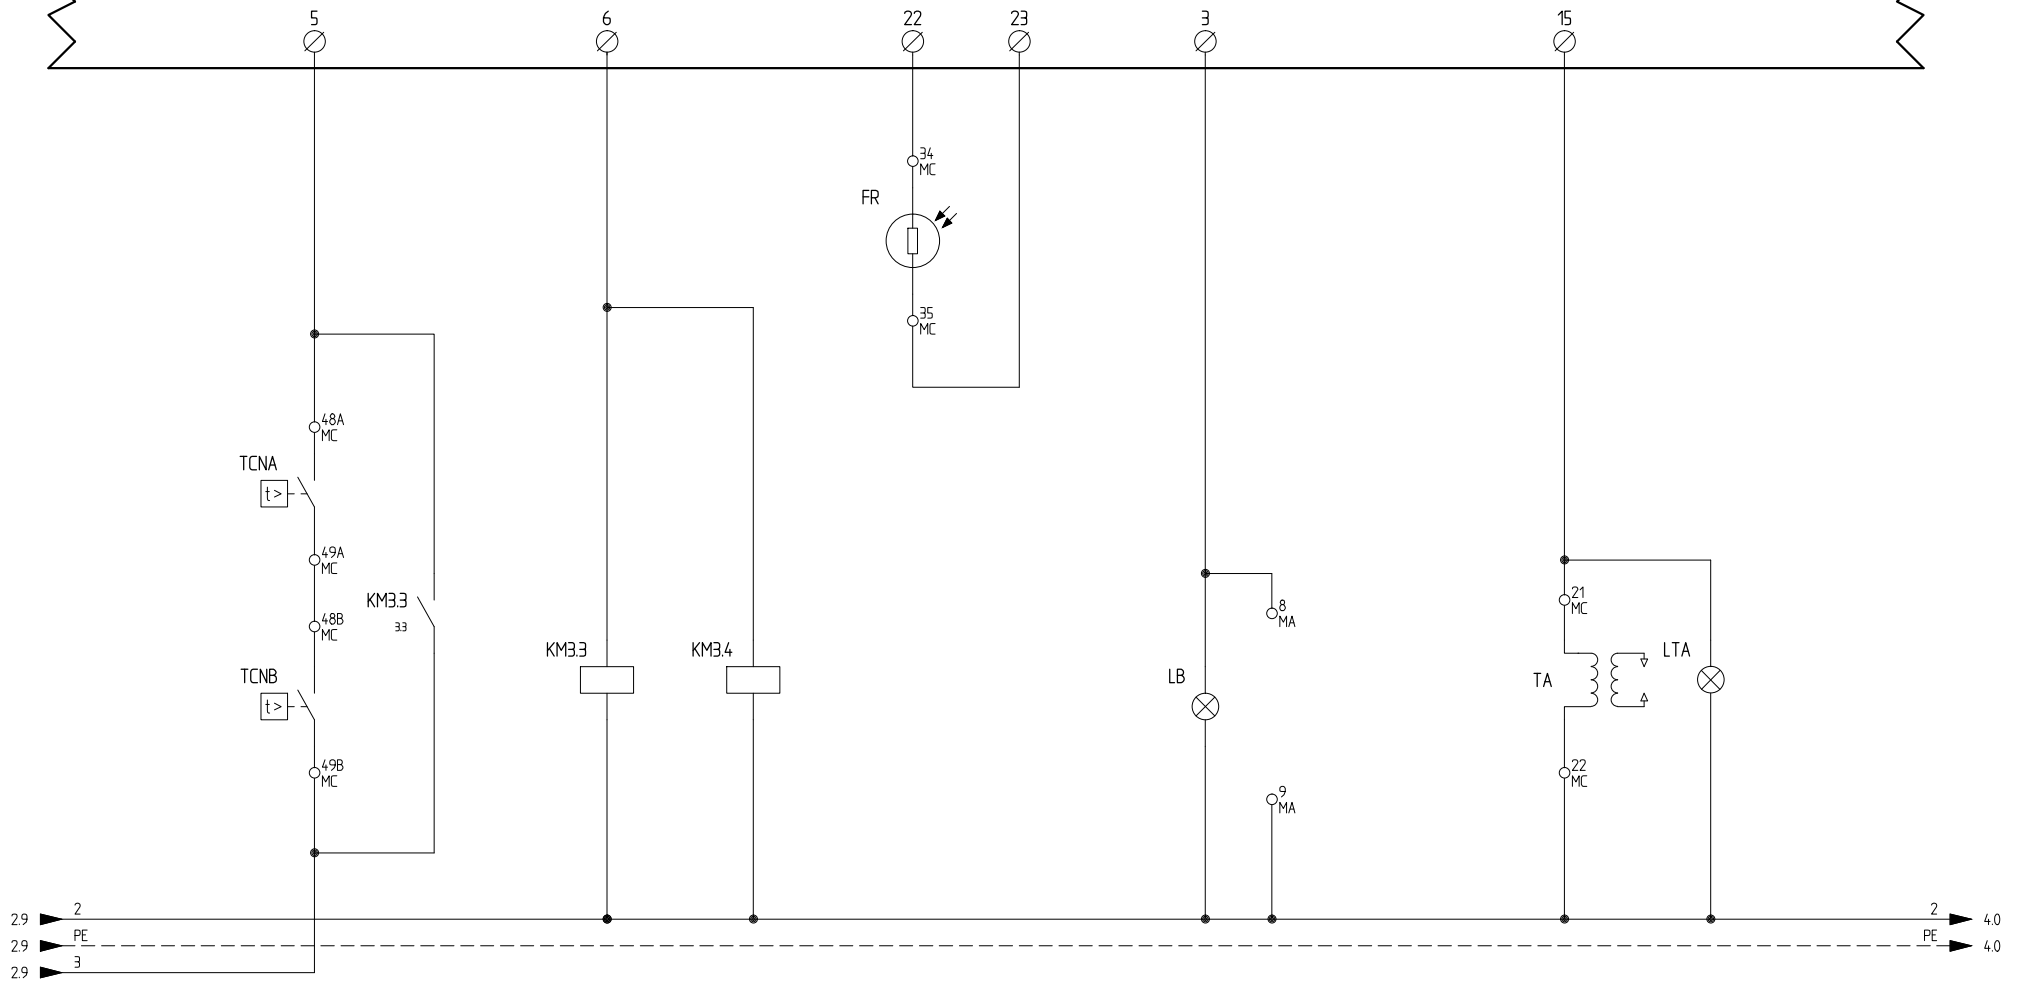 5 6 22 23 3 15
34
MC
FR
35
MC
48A
MC
TCNA
t>
49A
MC
KM3.3
3.3
48B
MC
TCNB
t>
49B
MC
KM3.3
KM3.4
8
MA
LB
9
MA
21
MC
TA
LTA
22
MC
2.9 2 2 4.0
2.9 PE PE 4.0
2.9 3